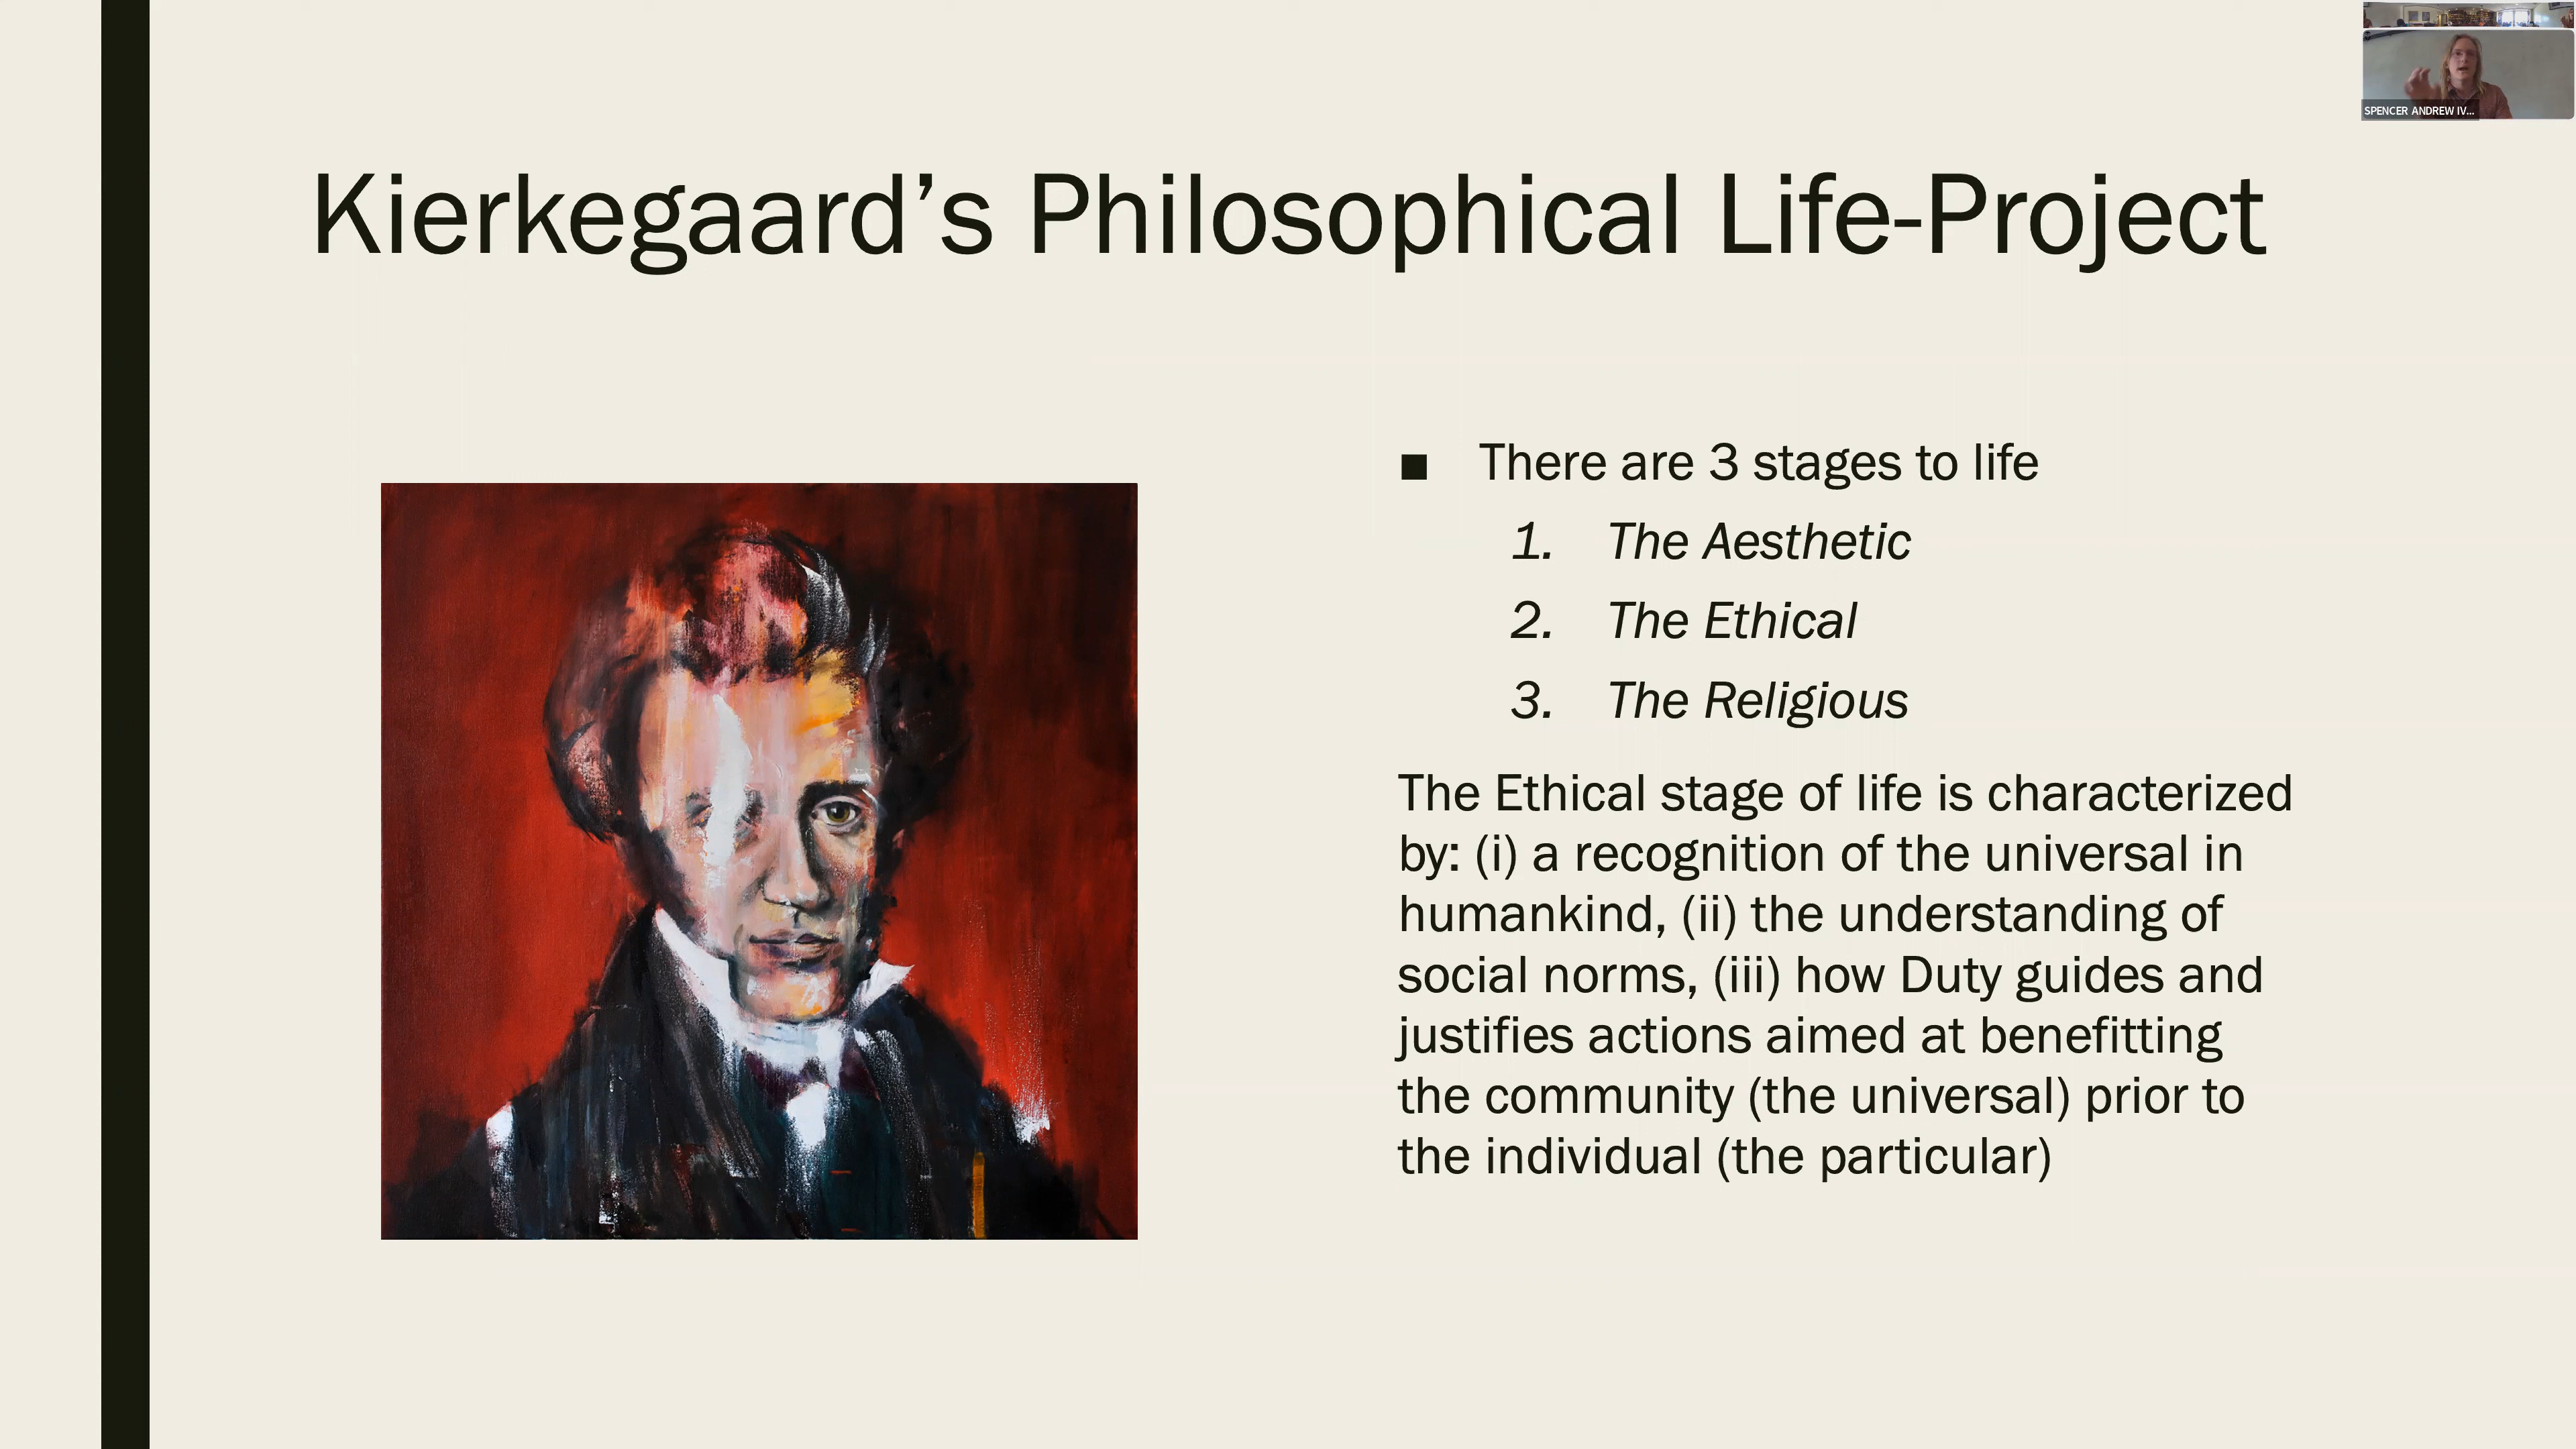 SPENCER ANDREW IV...
Kierkegaard’s Philosophical Life-Project
■ There are 3 stages to life
1. The Aesthetic
2. The Ethical
3. The Religious
The Ethical stage of life is characterized
by: (i) a recognition of the universal in
humankind, (ii) the understanding of
social norms, (iii) how Duty guides and
justifies actions aimed at benefitting
the community (the universal) prior to
the individual (the particular)